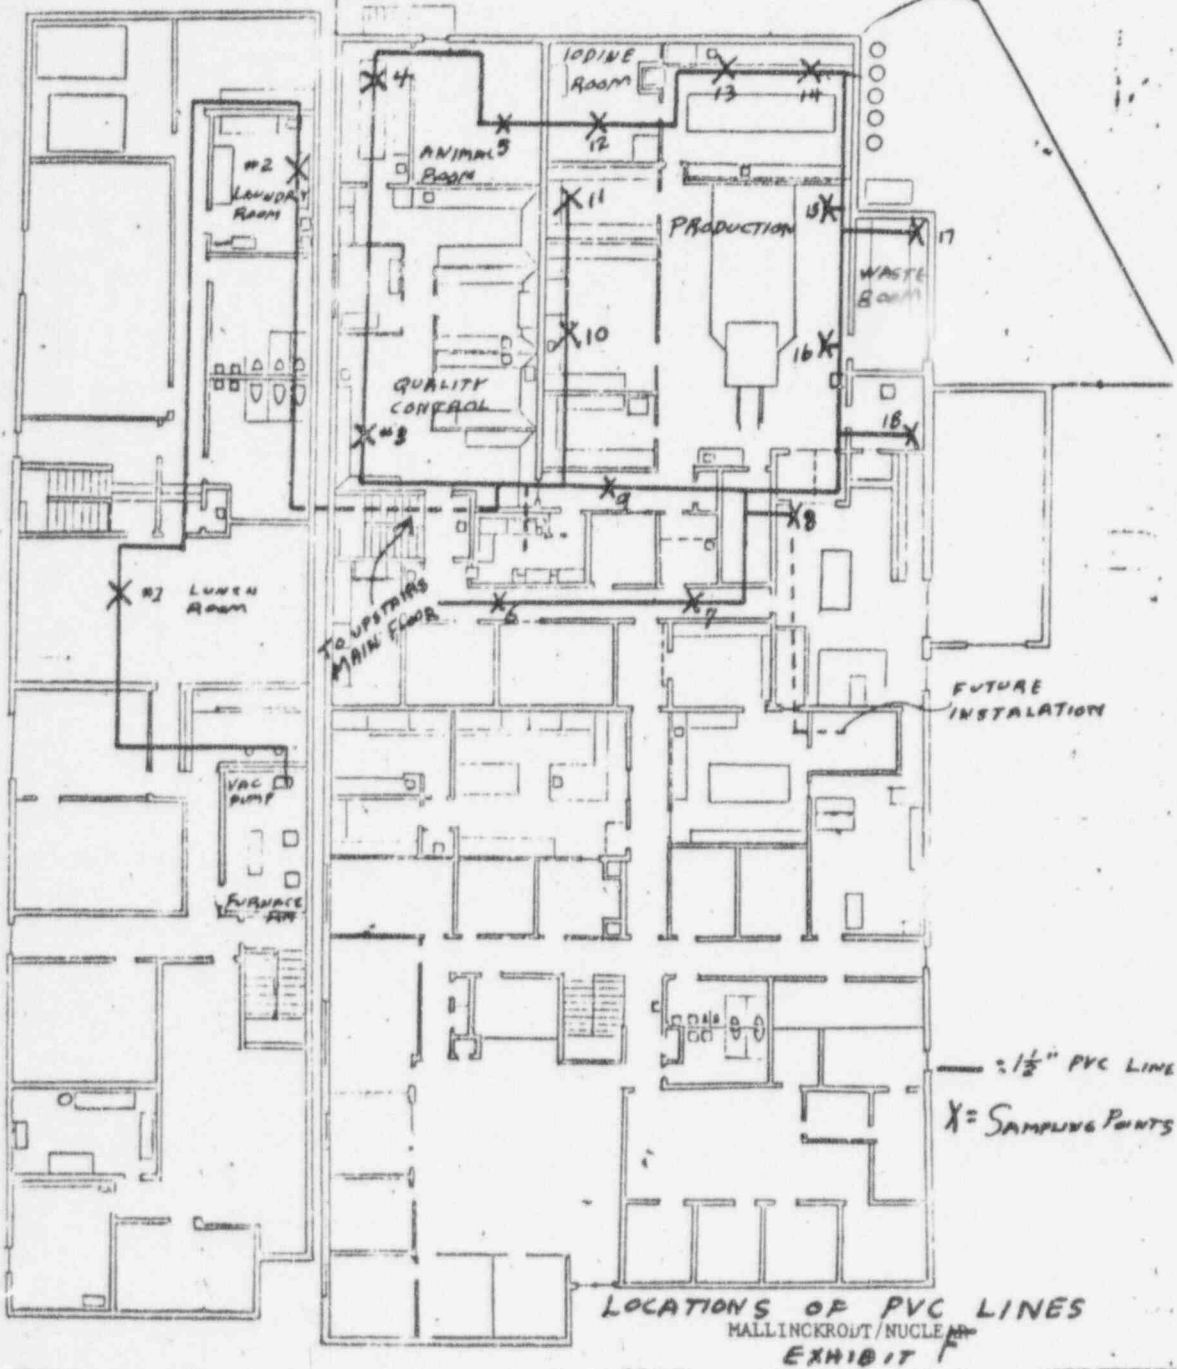 IODINE
ROOM
4
13
14
5
12
ANIMAL
ROOM
#2
LAUNDRY
ROOM
11
PRODUCTION
15
17
WASTE
ROOM
10
16
QUALITY
CONTROL
#3
18
9
8
LUNCH
ROOM
6
7
TO UPSTAIRS
MAIN FLOOR
FUTURE
INSTALATION
VAC
PUMP
FURNACE
RM
= 1½" PVC LINE
X = SAMPLING POINTS
LOCATIONS OF PVC LINES
MALLINCKRODT/NUCLEAR
EXHIBIT F